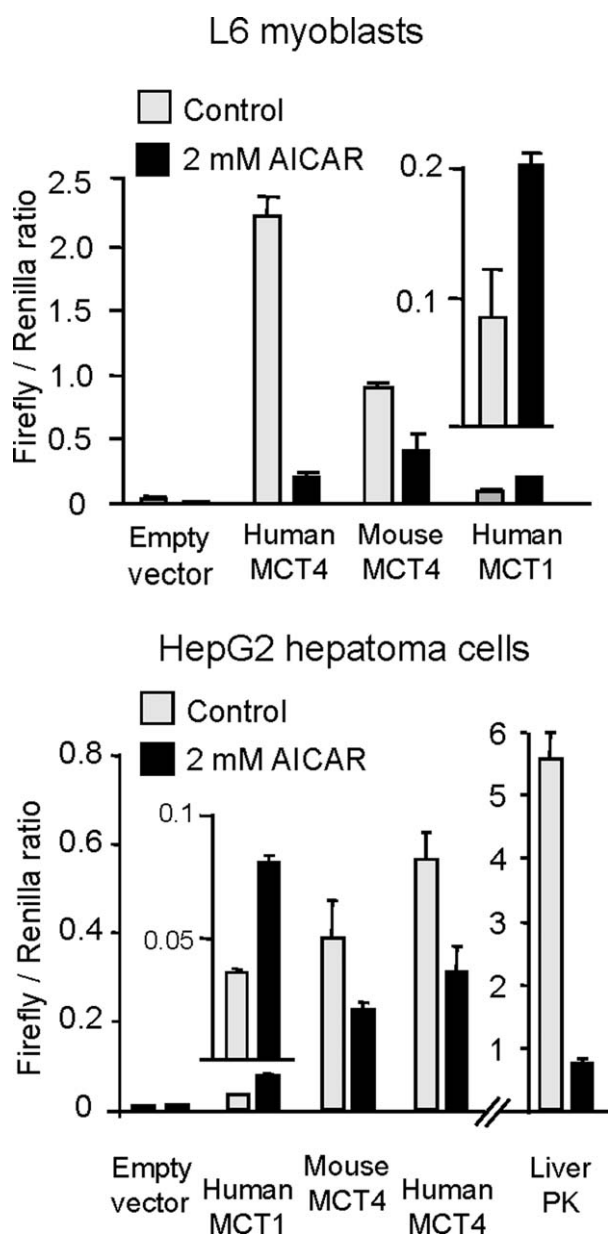 L6 myoblasts
Control
2 mM AICAR
Firefly / Renilla ratio
2.5
2.0
1.5
1.0
0.5
0
0.2
0.1
Empty
vector
Human
MCT4
Mouse
MCT4
Human
MCT1
HepG2 hepatoma cells
Control
2 mM AICAR
Firefly / Renilla ratio
0.8
0.6
0.4
0.2
0
0.1
0.05
6
5
4
3
2
1
Empty
vector
Human
MCT1
Mouse
MCT4
Human
MCT4
Liver
PK